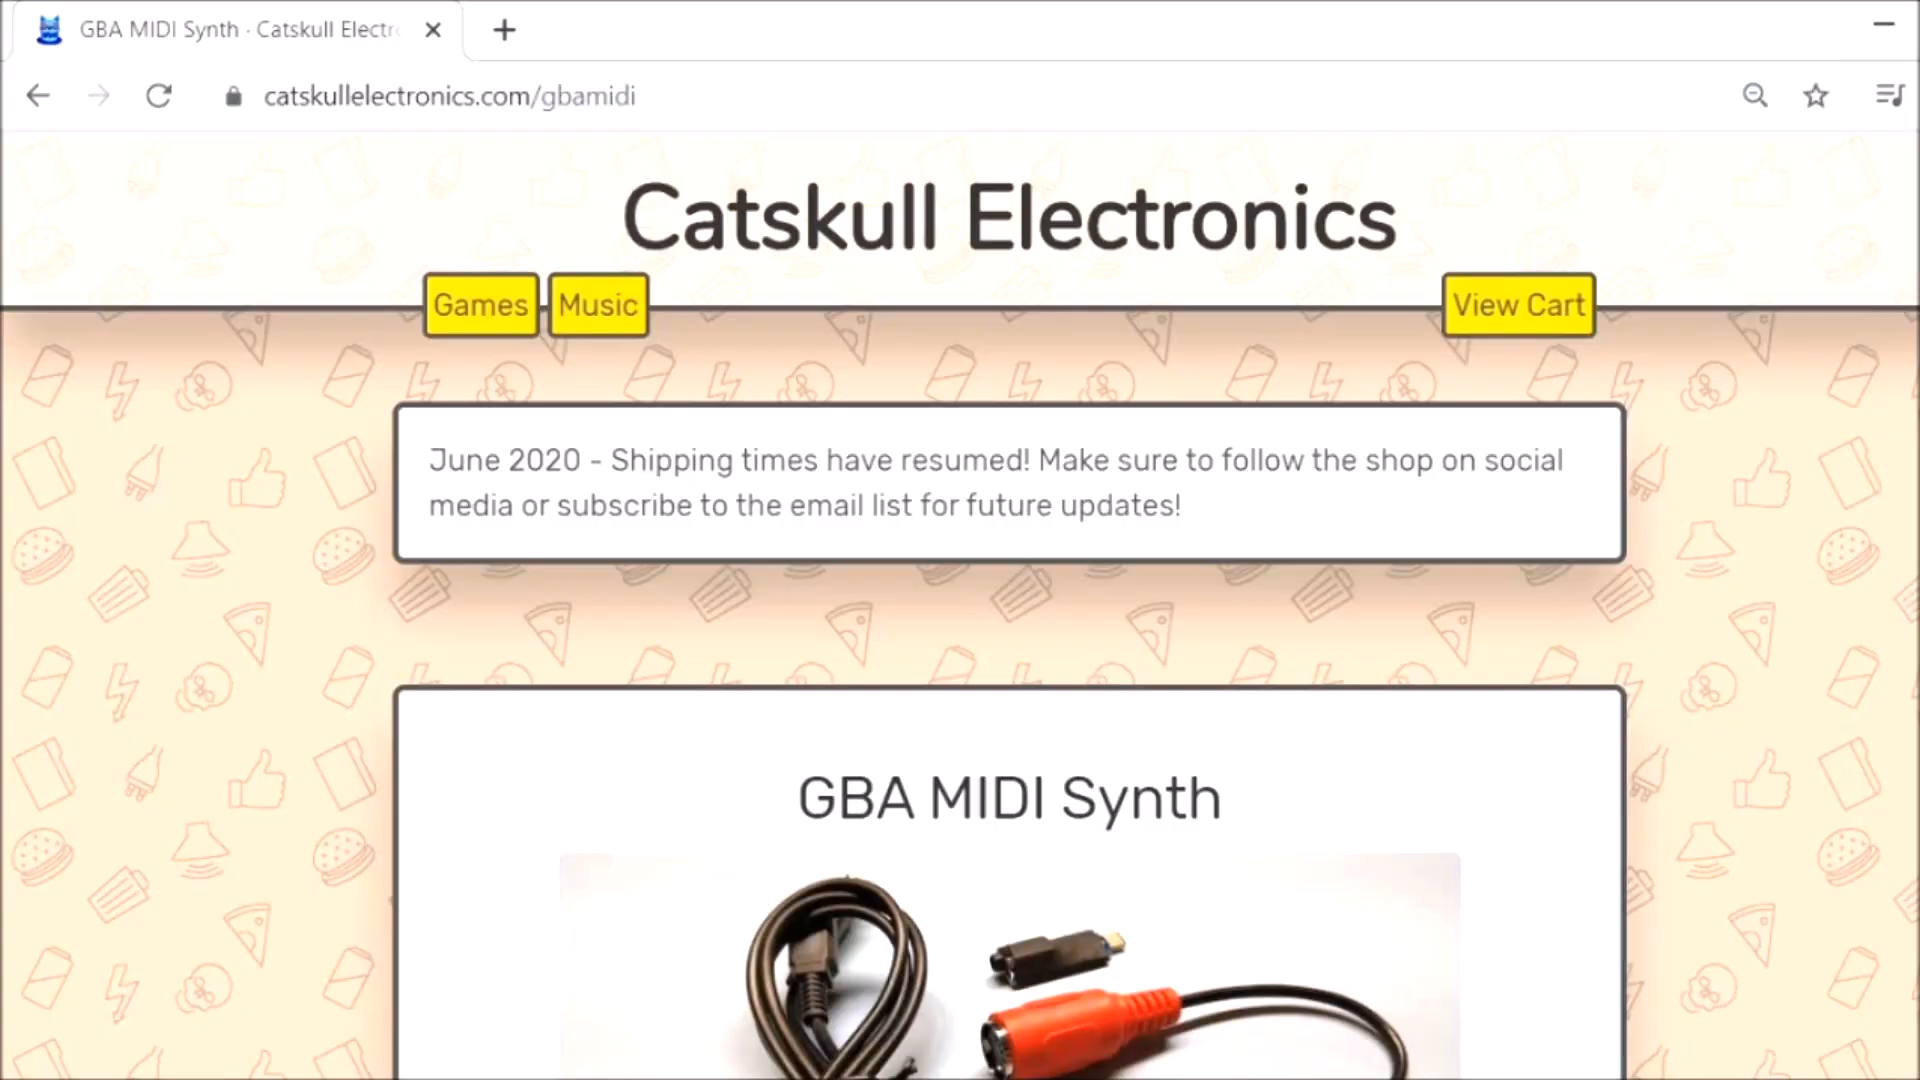 GBA MIDI Synth · Catskull Electr
catskullelectronics.com/gbamidi
Catskull Electronics
Games
Music
View Cart
June 2020 - Shipping times have resumed! Make sure to follow the shop on social
media or subscribe to the email list for future updates!
GBA MIDI Synth